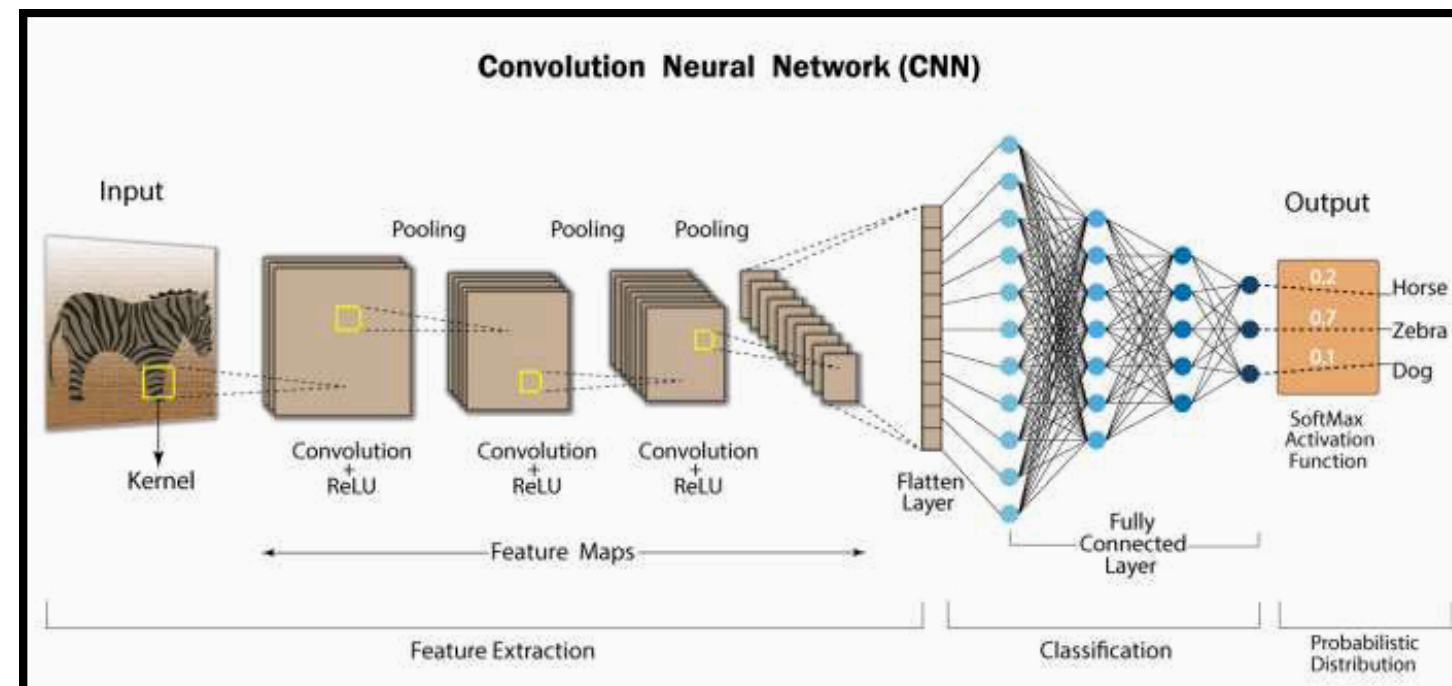 Convolution Neural Network (CNN)
Input
Kernel
Pooling
Pooling
Pooling
Convolution
+
ReLU
Convolution
+
ReLU
Convolution
+
ReLU
Feature Maps
Flatten
Layer
Fully
Connected
Layer
Output
0.2
Horse
0.7
Zebra
0.1
Dog
SoftMax
Activation
Function
Feature Extraction
Classification
Probabilistic
Distribution